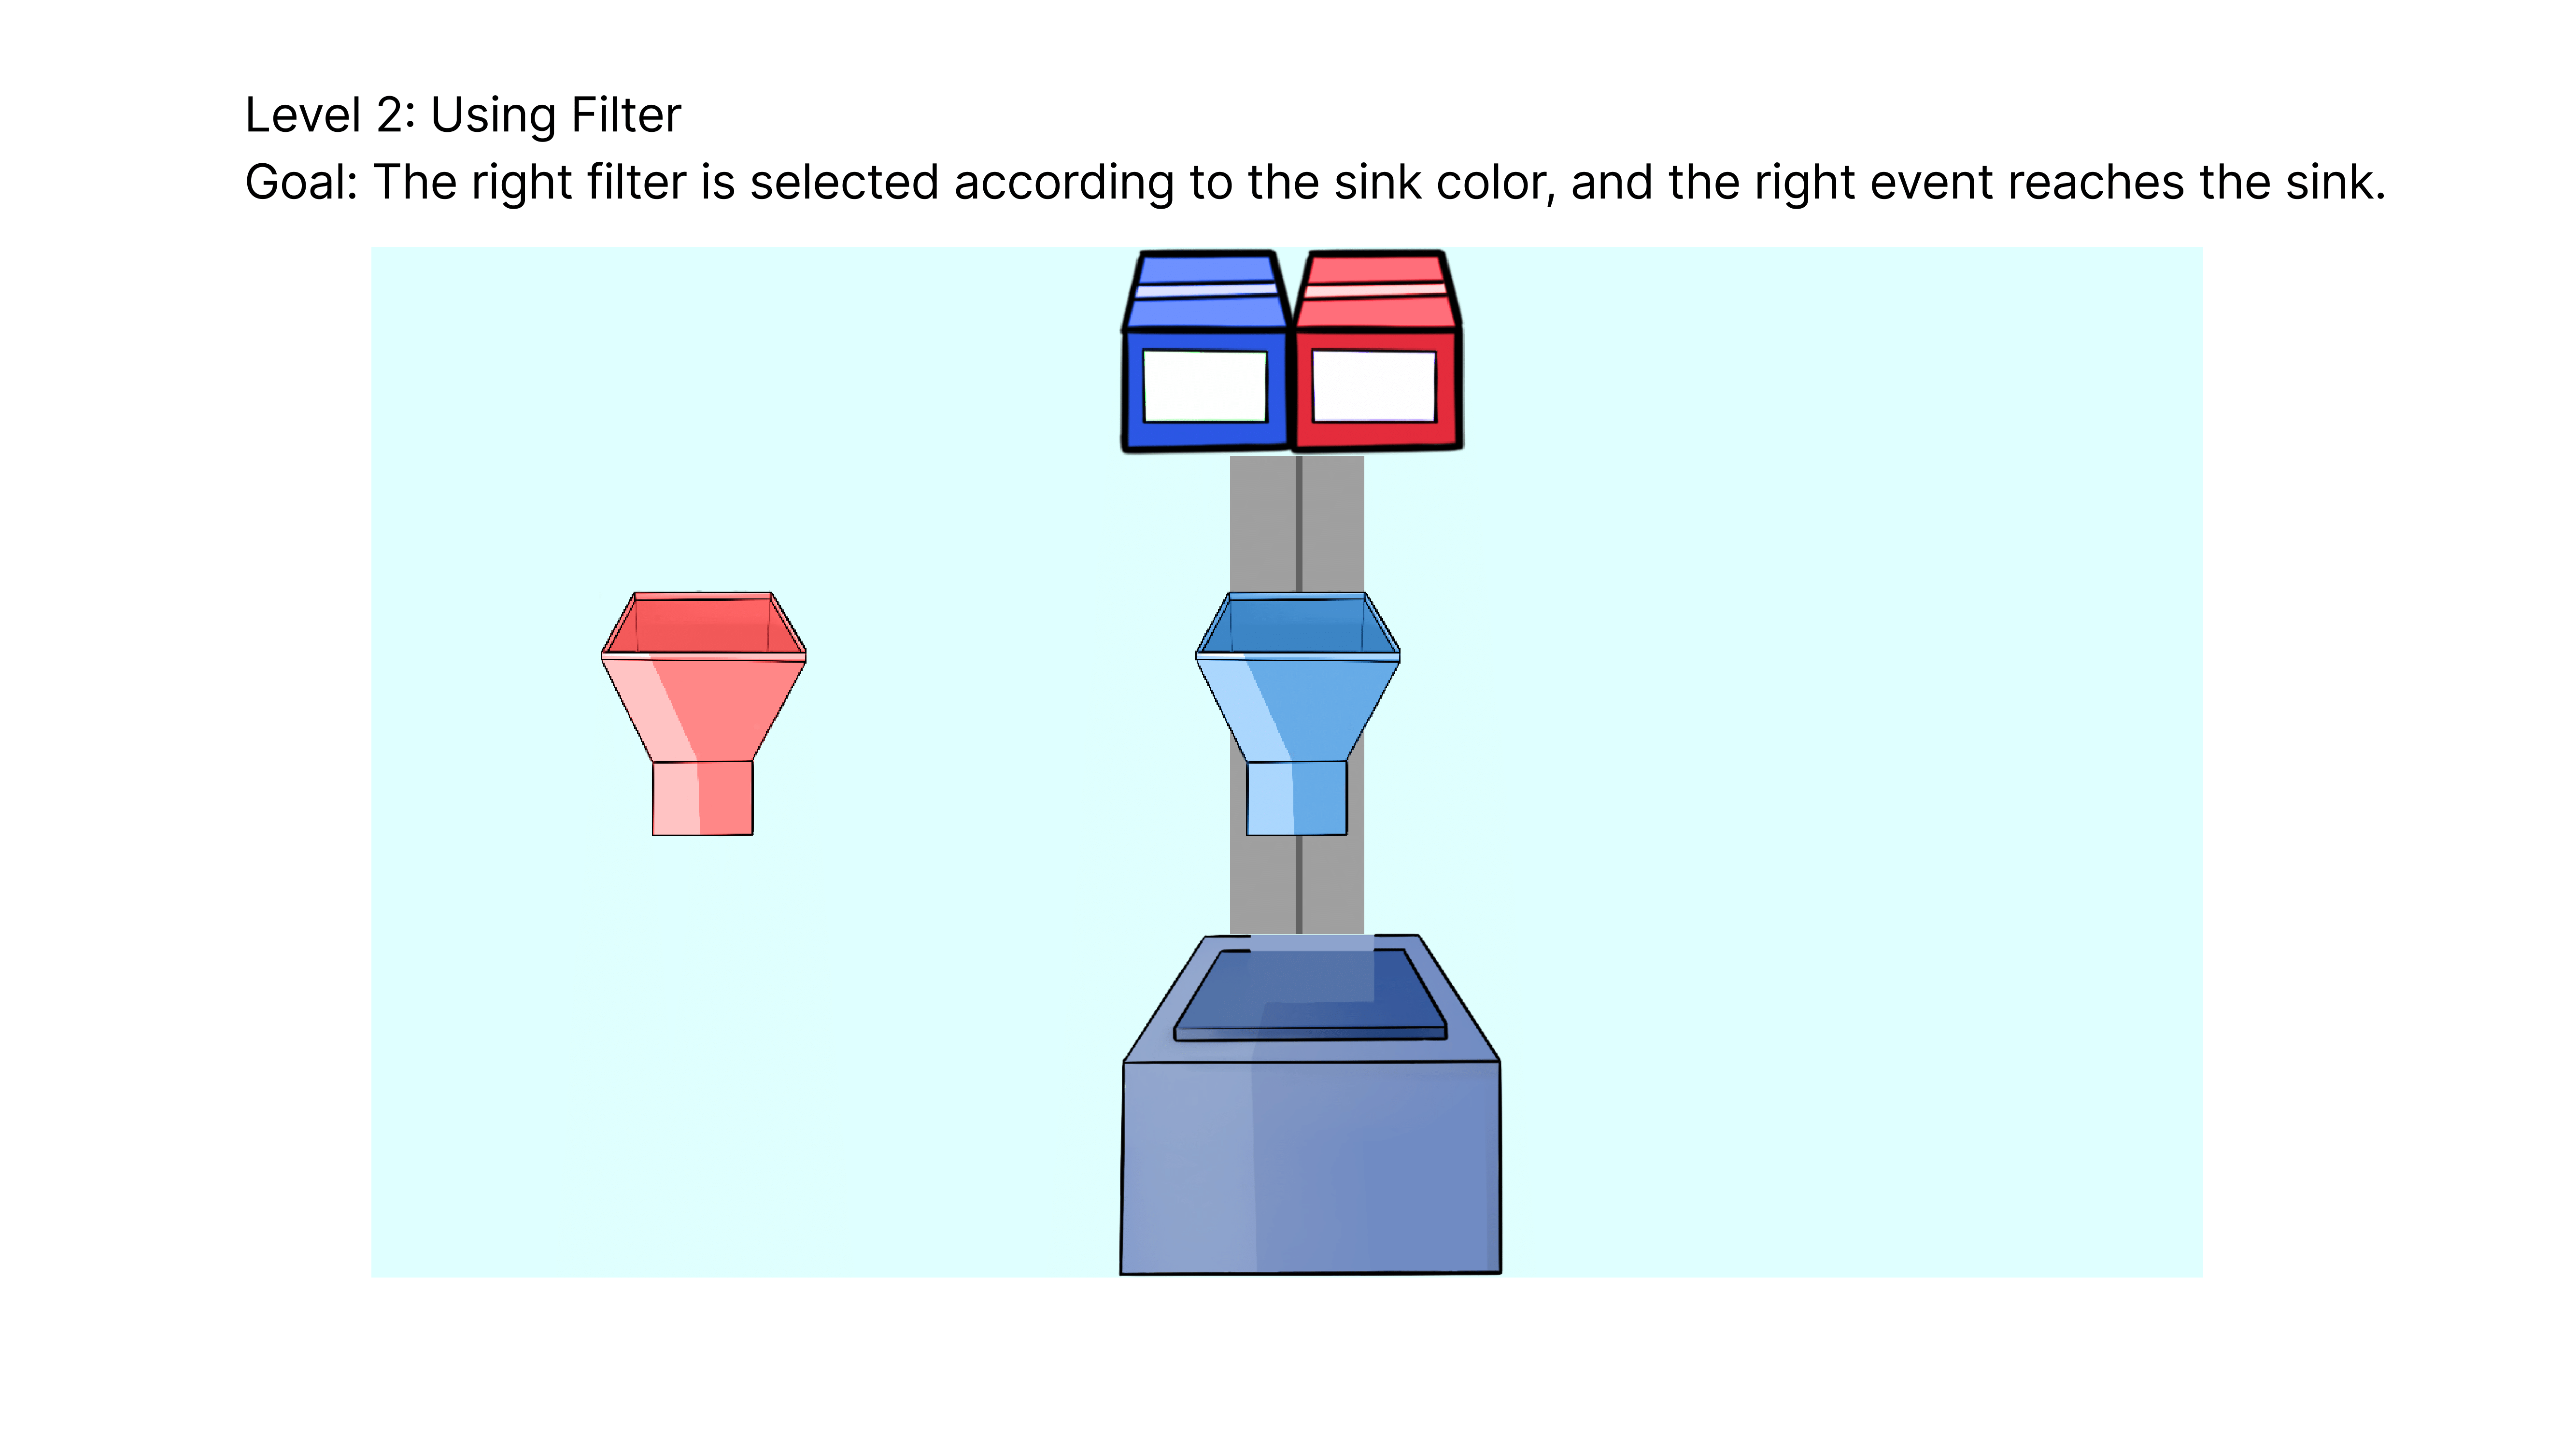 Level 2: Using Filter
Goal: The right filter is selected according to the sink color, and the right event reaches the sink.